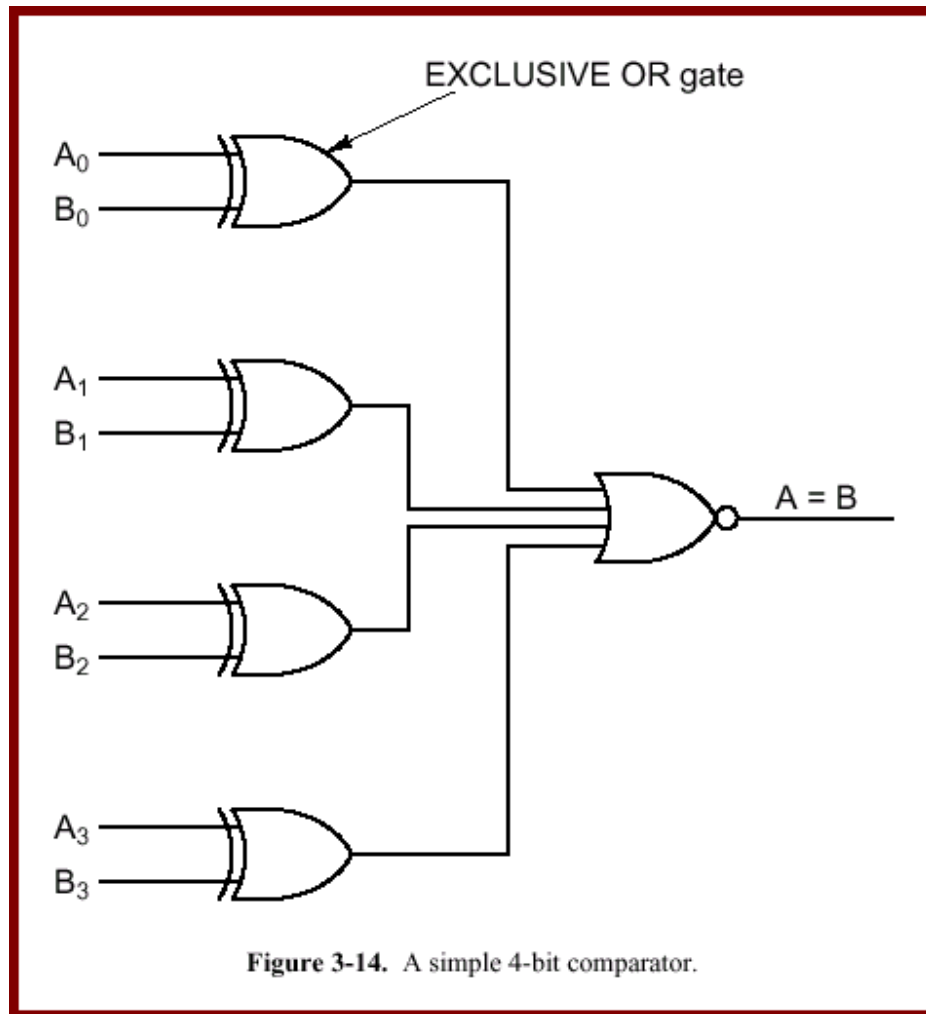 EXCLUSIVE OR gate
A₀
B₀
A₁
B₁
A = B
A₂
B₂
A₃
B₃
Figure 3-14. A simple 4-bit comparator.